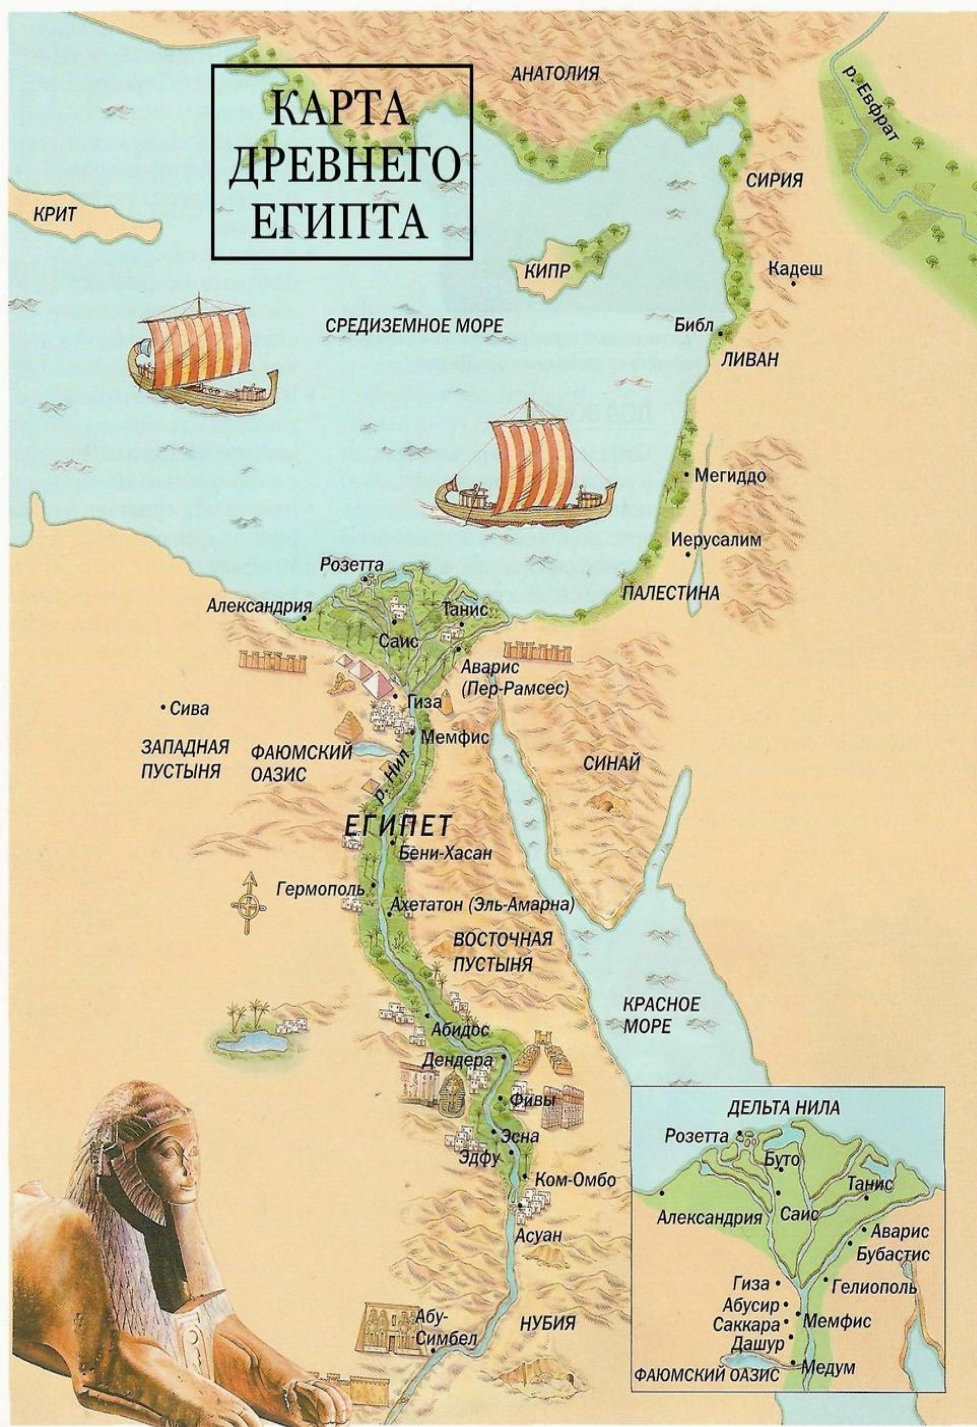 КАРТА
ДРЕВНЕГО
ЕГИПТА
АНАТОЛИЯ
р. Евфрат
СИРИЯ
КРИТ
КИПР
Кадеш
СРЕДИЗЕМНОЕ МОРЕ
Библ
ЛИВАН
Мегиддо
Иерусалим
ПАЛЕСТИНА
Розетта
Александрия
Танис
Саис
Аварис
(Пер-Рамсес)
Гиза
Сива
Мемфис
ЗАПАДНАЯ
ПУСТЫНЯ
ФАЮМСКИЙ
ОАЗИС
р. Нил
СИНАЙ
ЕГИПЕТ
Бени-Хасан
Гермополь
Ахетатон (Эль-Амарна)
ВОСТОЧНАЯ
ПУСТЫНЯ
КРАСНОЕ
МОРЕ
Абидос
Дендера
Фивы
Эсна
Эдфу
Ком-Омбо
Асуан
Абу-
Симбел
НУБИЯ
ДЕЛЬТА НИЛА
Розетта
Буто
Танис
Александрия
Саис
Аварис
Бубастис
Гиза
Гелиополь
Абусир
Саккара
Мемфис
Дашур
Медум
ФАЮМСКИЙ ОАЗИС